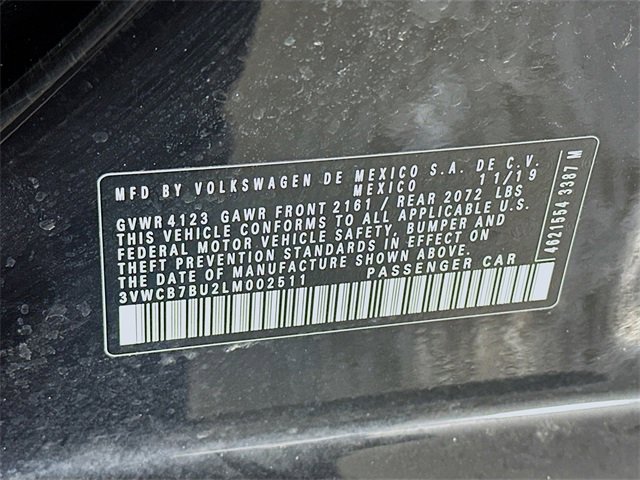 MFD BY VOLKSWAGEN DE MEXICO S.A. DE C.V.
MEXICO 11/19
GVWR 4123 GAWR FRONT 2161 / REAR 2072 LBS
THIS VEHICLE CONFORMS TO ALL APPLICABLE U.S.
FEDERAL MOTOR VEHICLE SAFETY, BUMPER AND
THEFT PREVENTION STANDARDS IN EFFECT ON
THE DATE OF MANUFACTURE SHOWN ABOVE.
3VWCB7BU2LM002511 PASSENGER CAR
4621554 3387 M